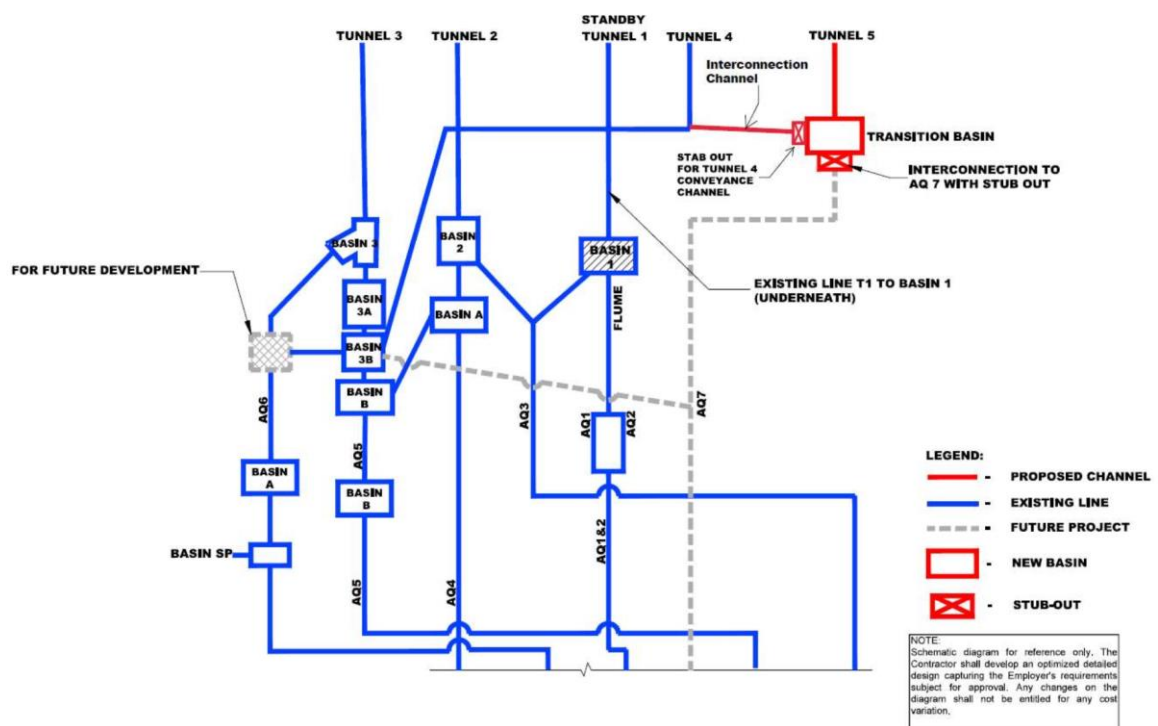 STANDBY
TUNNEL 3
TUNNEL 2
TUNNEL 1
TUNNEL 4
TUNNEL 5
Interconnection
Channel
TRANSITION BASIN
STAB OUT
FOR TUNNEL 4
CONVEYANCE
CHANNEL
INTERCONNECTION TO
AQ 7 WITH STUB OUT
BASIN 3
BASIN
2
BASIN
1
FOR FUTURE DEVELOPMENT
EXISTING LINE T1 TO BASIN 1
(UNDERNEATH)
BASIN
3A
BASIN A
FLUME
BASIN
3B
BASIN
B
AQ6
AQ3
AQ1
AQ2
AQ7
AQ5
BASIN
A
BASIN
B
BASIN SP
AQ5
AQ4
AQ1&2
LEGEND:
- PROPOSED CHANNEL
- EXISTING LINE
- FUTURE PROJECT
- NEW BASIN
- STUB-OUT
NOTE:
Schematic diagram for reference only. The
Contractor shall develop an optimized detailed
design capturing the Employer's requirements
subject for approval. Any changes on the
diagram shall not be entitled for any cost
variation.